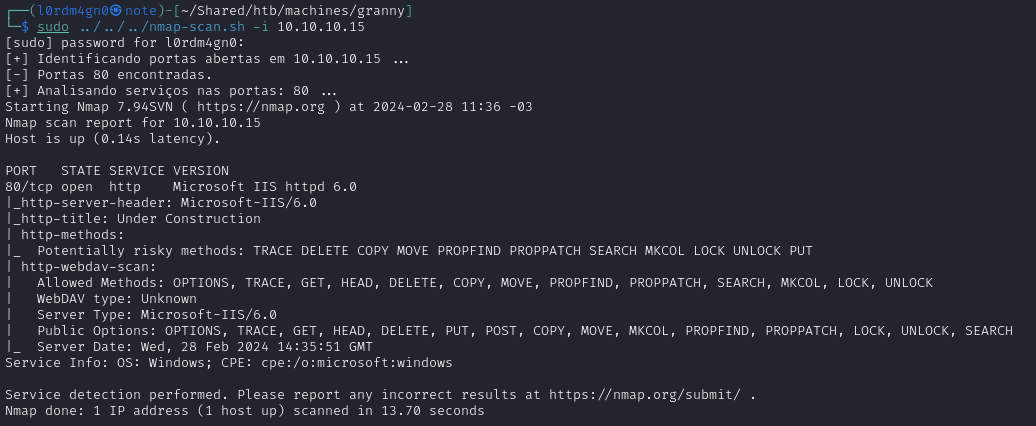 ┌──(l0rdm4gn0㉿note)-[~/Shared/htb/machines/granny]
└─$ sudo ../../../nmap-scan.sh -i 10.10.10.15
[sudo] password for l0rdm4gn0:
[+] Identificando portas abertas em 10.10.10.15 ...
[-] Portas 80 encontradas.
[+] Analisando serviços nas portas: 80 ...
Starting Nmap 7.94SVN ( https://nmap.org ) at 2024-02-28 11:36 -03
Nmap scan report for 10.10.10.15
Host is up (0.14s latency).

PORT   STATE SERVICE VERSION
80/tcp open  http    Microsoft IIS httpd 6.0
|_http-server-header: Microsoft-IIS/6.0
|_http-title: Under Construction
| http-methods:
|_  Potentially risky methods: TRACE DELETE COPY MOVE PROPFIND PROPPATCH SEARCH MKCOL LOCK UNLOCK PUT
| http-webdav-scan:
|   Allowed Methods: OPTIONS, TRACE, GET, HEAD, DELETE, COPY, MOVE, PROPFIND, PROPPATCH, SEARCH, MKCOL, LOCK, UNLOCK
|   WebDAV type: Unknown
|   Server Type: Microsoft-IIS/6.0
|   Public Options: OPTIONS, TRACE, GET, HEAD, DELETE, PUT, POST, COPY, MOVE, MKCOL, PROPFIND, PROPPATCH, LOCK, UNLOCK, SEARCH
|_  Server Date: Wed, 28 Feb 2024 14:35:51 GMT
Service Info: OS: Windows; CPE: cpe:/o:microsoft:windows

Service detection performed. Please report any incorrect results at https://nmap.org/submit/ .
Nmap done: 1 IP address (1 host up) scanned in 13.70 seconds